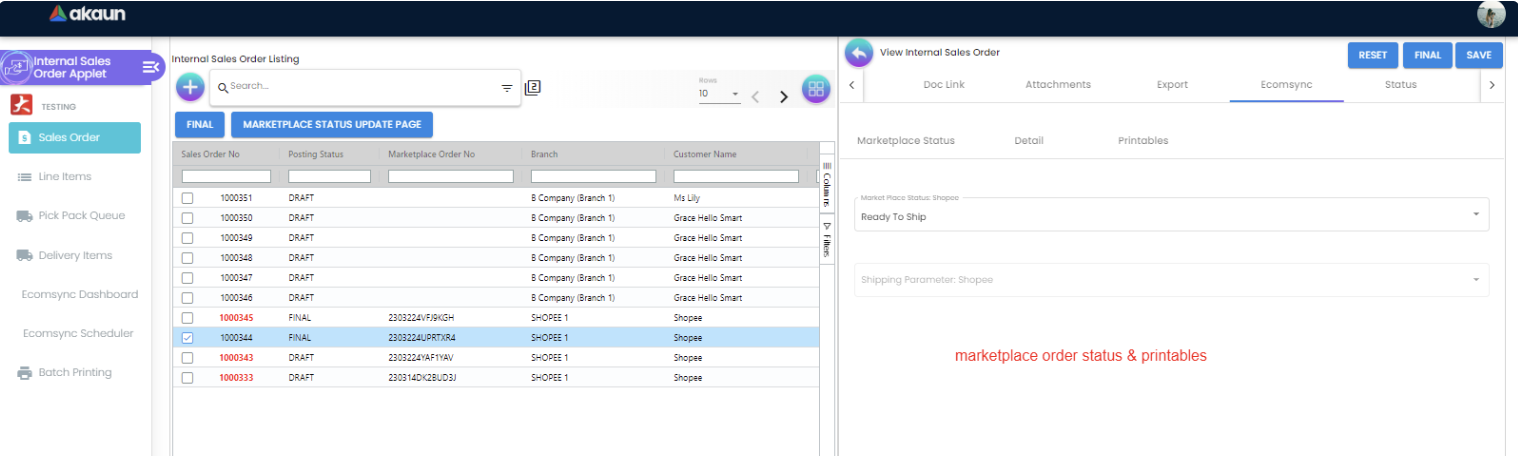 akaun
Internal Sales
Order Applet
TESTING
Sales Order
Line Items
Pick Pack Queue
Delivery Items
Ecomsync Dashboard
Ecomsync Scheduler
Batch Printing
Internal Sales Order Listing
Search...
2
Rows
10
FINAL
MARKETPLACE STATUS UPDATE PAGE
Sales Order No Posting Status Marketplace Order No Branch Customer Name
1000351 DRAFT B Company (Branch 1) Ms Lily
1000350 DRAFT B Company (Branch 1) Grace Hello Smart
1000349 DRAFT B Company (Branch 1) Grace Hello Smart
1000348 DRAFT B Company (Branch 1) Grace Hello Smart
1000347 DRAFT B Company (Branch 1) Grace Hello Smart
1000346 DRAFT B Company (Branch 1) Grace Hello Smart
1000345 FINAL 2303224VFJ9KGH SHOPEE 1 Shopee
1000344 FINAL 2303224UPRTXR4 SHOPEE 1 Shopee
1000343 DRAFT 2303224YAF1YAV SHOPEE 1 Shopee
1000333 DRAFT 230314DK2BUD3J SHOPEE 1 Shopee
Columns
Filters
View Internal Sales Order
RESET FINAL SAVE
Doc Link Attachments Export Ecomsync Status
Marketplace Status Detail Printables
Market Place Status: Shopee
Ready To Ship
Shipping Parameter: Shopee
marketplace order status & printables